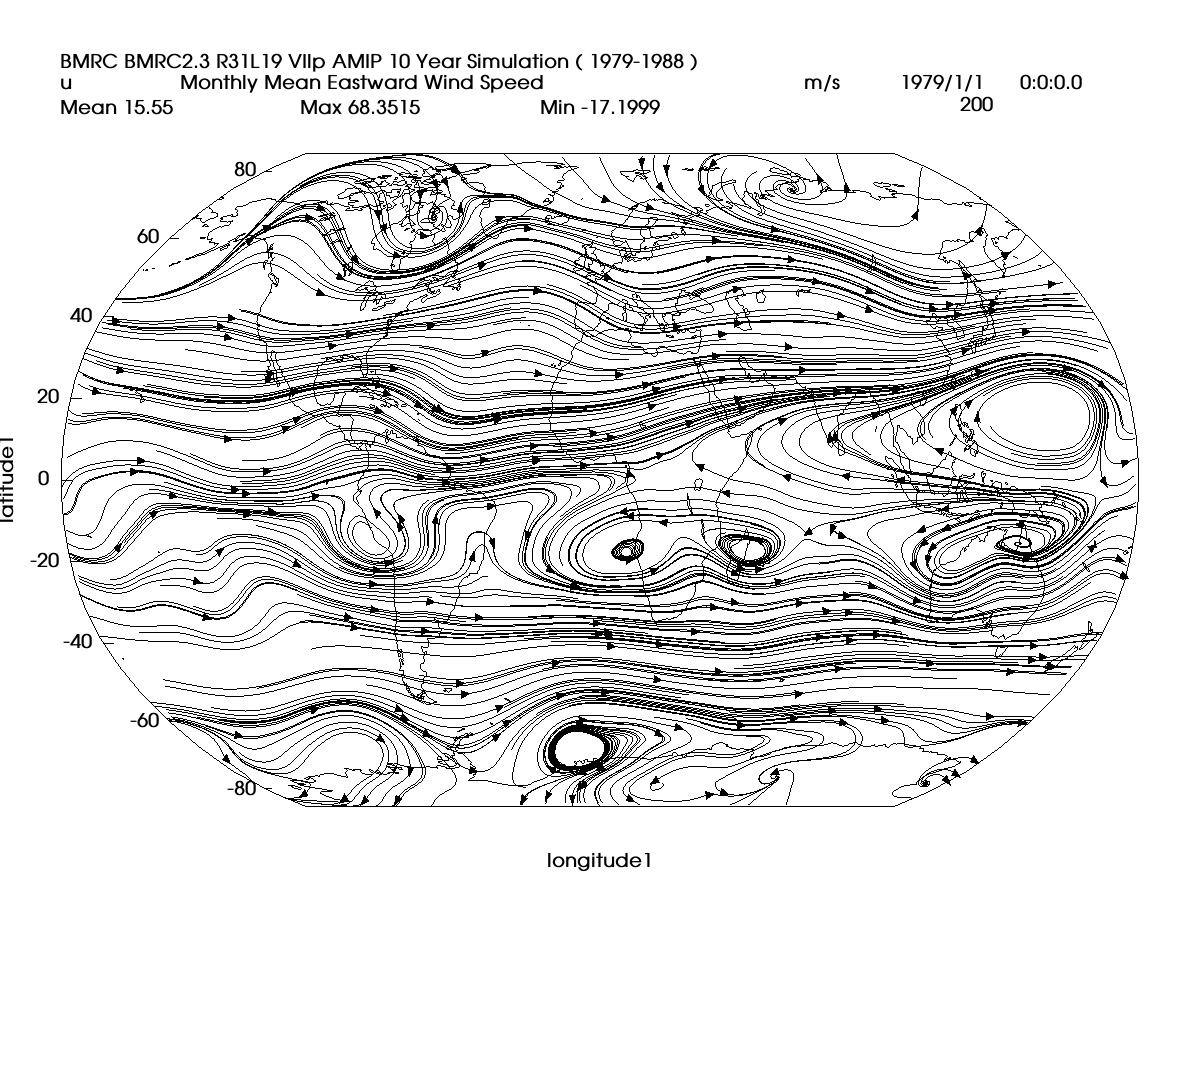 BMRC BMRC2.3 R31L19 VIIp AMIP 10 Year Simulation ( 1979-1988 )
u Monthly Mean Eastward Wind Speed m/s 1979/1/1 0:0:0.0
Mean 15.55 Max 68.3515 Min -17.1999 200
80
60
40
20
0
-20
-40
-60
-80
latitude1
longitude1